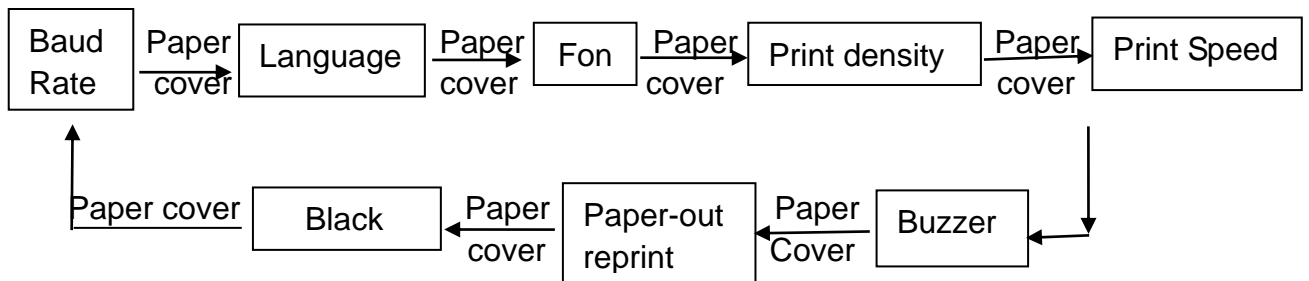 Baud
Rate
Paper
cover
Language
Paper
cover
Fon
Paper
cover
Print density
Paper
cover
Print Speed
Paper cover
Black
Paper
cover
Paper-out
reprint
Paper
Cover
Buzzer